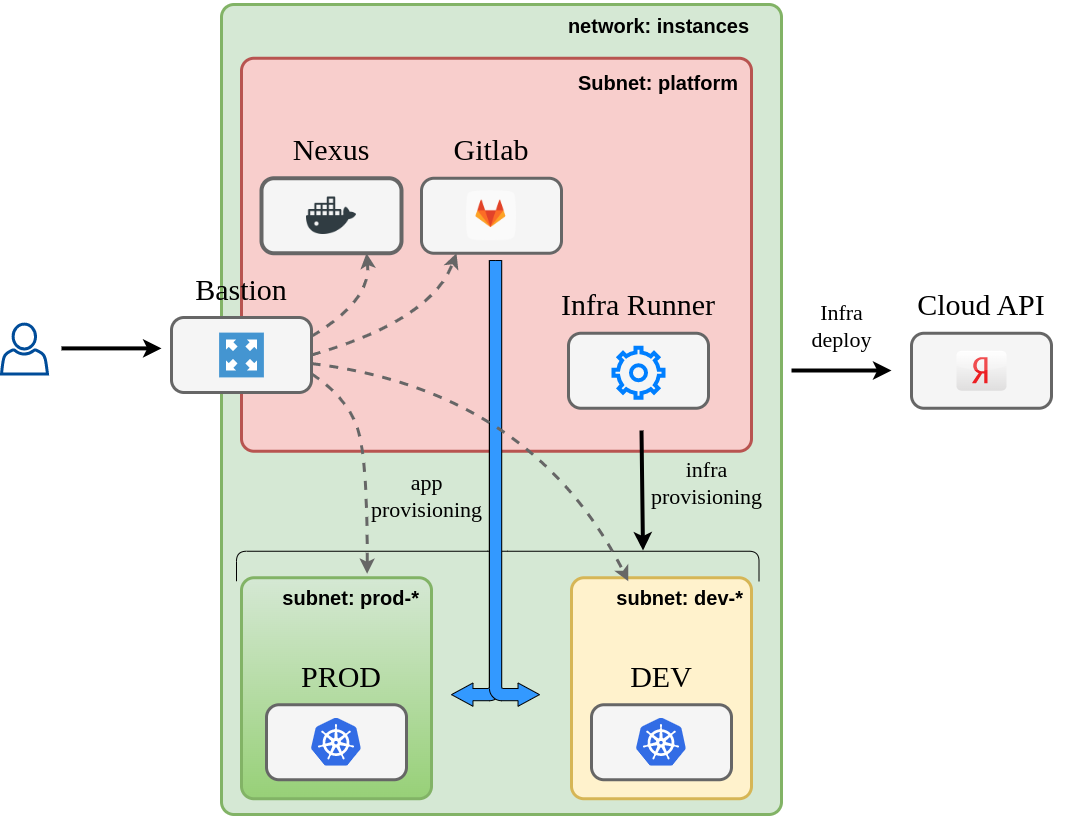 network: instances
Subnet: platform
Nexus
Gitlab
Bastion
Infra Runner
Infra
deploy
Cloud API
Я
app
provisioning
infra
provisioning
subnet: prod-*
subnet: dev-*
PROD
DEV